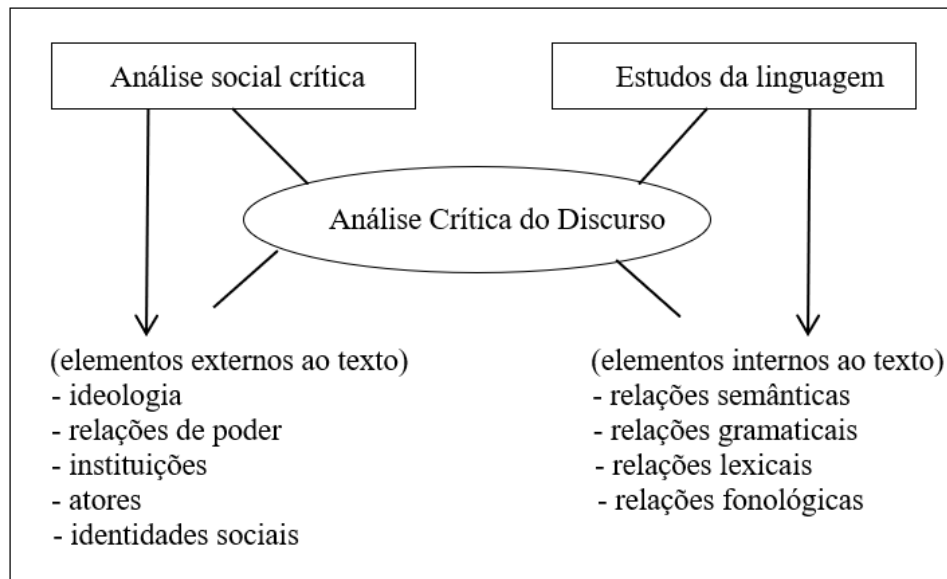 Análise social crítica
Estudos da linguagem
Análise Crítica do Discurso
(elementos externos ao texto)
- ideologia
- relações de poder
- instituições
- atores
- identidades sociais
(elementos internos ao texto)
- relações semânticas
- relações gramaticais
- relações lexicais
- relações fonológicas